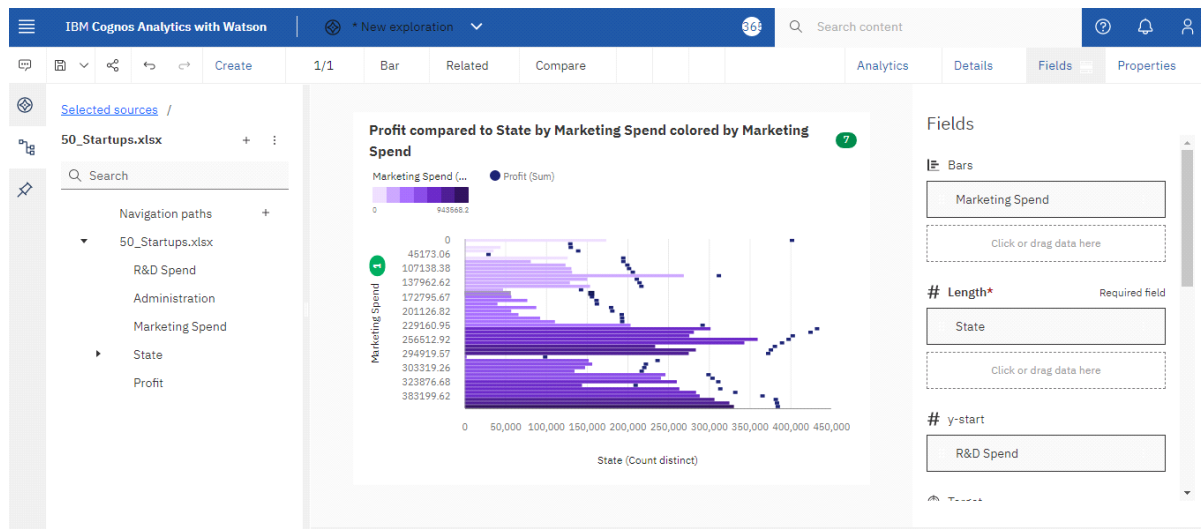 IBM Cognos Analytics with Watson
* New exploration
365
Search content
Create
1/1
Bar
Related
Compare
Analytics
Details
Fields
Properties
Selected sources /
50_Startups.xlsx
Search
Navigation paths
50_Startups.xlsx
R&D Spend
Administration
Marketing Spend
State
Profit
Profit compared to State by Marketing Spend colored by Marketing
Spend
7
Marketing Spend (...
Profit (Sum)
0 943568.2
1
Marketing Spend
0
45173.06
107138.38
137962.62
172795.67
201126.82
229160.95
256512.92
294919.57
303319.26
323876.68
383199.62
0 50,000 100,000 150,000 200,000 250,000 300,000 350,000 400,000 450,000
State (Count distinct)
Fields
Bars
Marketing Spend
Click or drag data here
# Length* Required field
State
Click or drag data here
# y-start
R&D Spend